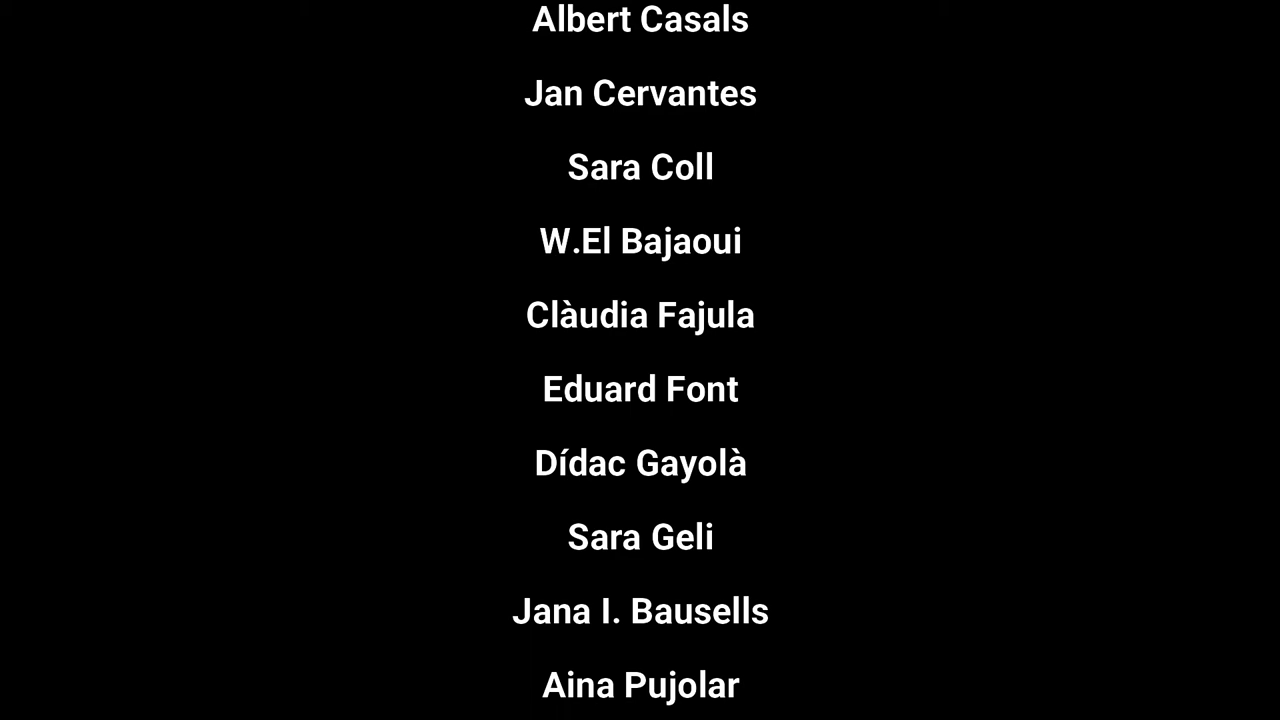 Albert Casals
Jan Cervantes
Sara Coll
W.El Bajaoui
Clàudia Fajula
Eduard Font
Dídac Gayolà
Sara Geli
Jana I. Bausells
Aina Pujolar